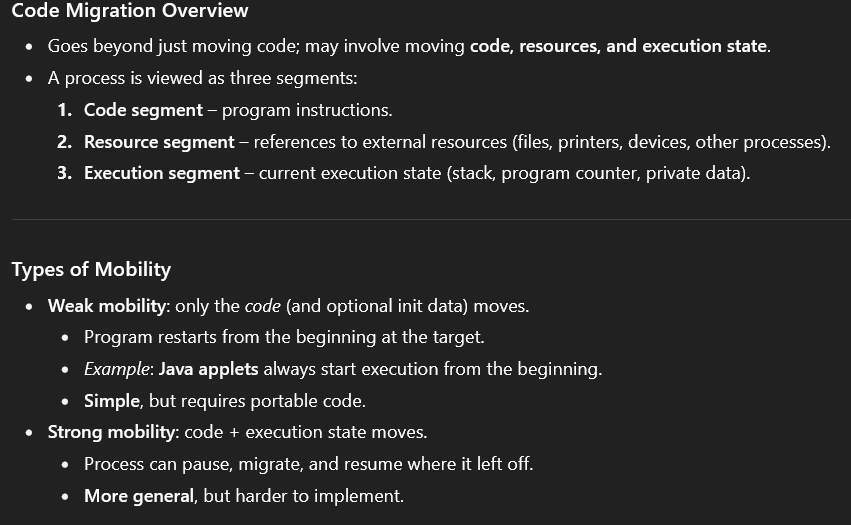 Code Migration Overview
• Goes beyond just moving code; may involve moving code, resources, and execution state.
• A process is viewed as three segments:
1. Code segment – program instructions.
2. Resource segment – references to external resources (files, printers, devices, other processes).
3. Execution segment – current execution state (stack, program counter, private data).
Types of Mobility
• Weak mobility: only the code (and optional init data) moves.
• Program restarts from the beginning at the target.
• Example: Java applets always start execution from the beginning.
• Simple, but requires portable code.
• Strong mobility: code + execution state moves.
• Process can pause, migrate, and resume where it left off.
• More general, but harder to implement.